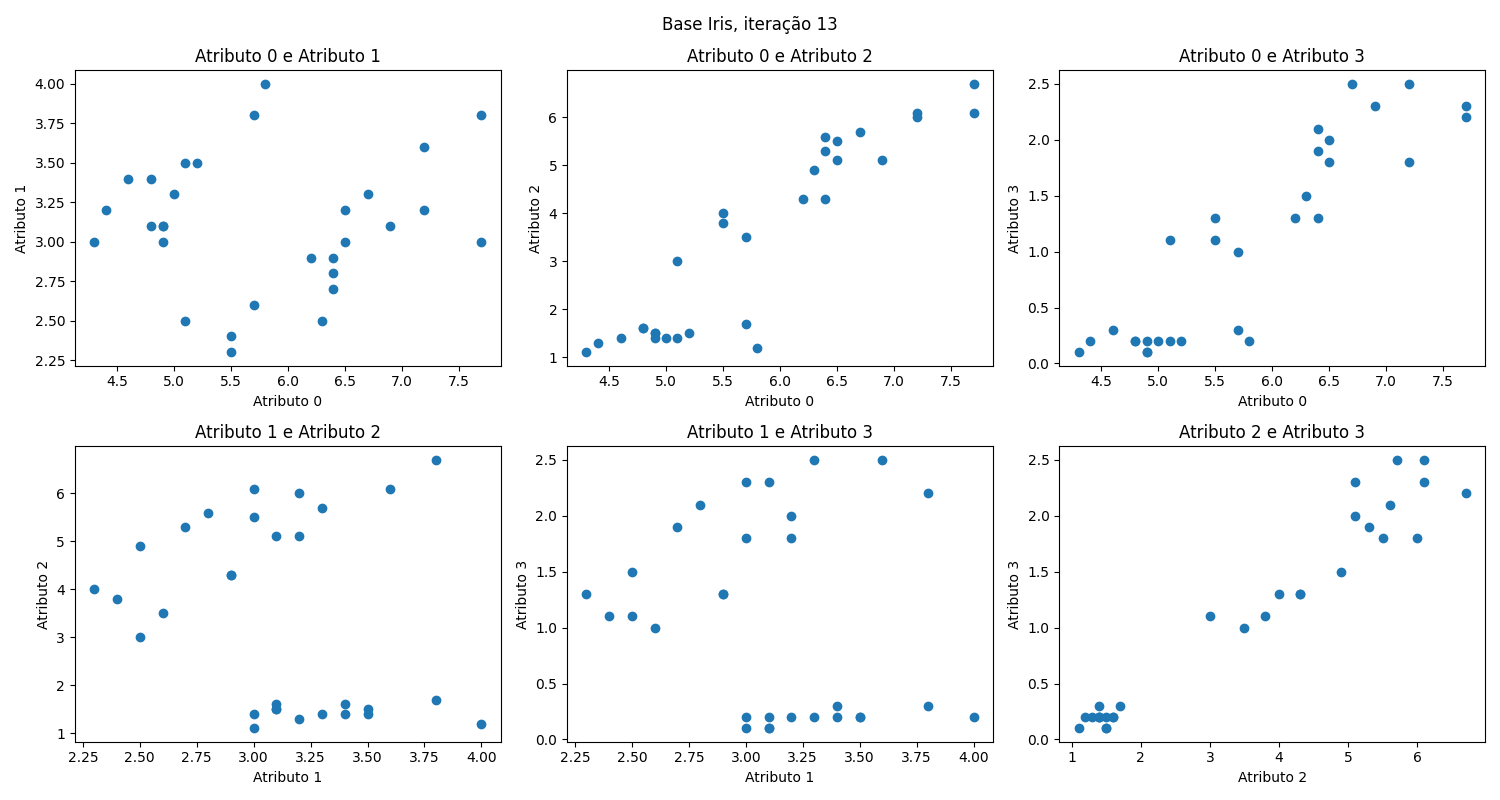 Base Iris, iteração 13
Atributo 0 e Atributo 1
Atributo 1
4.00
3.75
3.50
3.25
3.00
2.75
2.50
2.25
4.5 5.0 5.5 6.0 6.5 7.0 7.5
Atributo 0
Atributo 0 e Atributo 2
Atributo 2
6
5
4
3
2
1
4.5 5.0 5.5 6.0 6.5 7.0 7.5
Atributo 0
Atributo 0 e Atributo 3
Atributo 3
2.5
2.0
1.5
1.0
0.5
0.0
4.5 5.0 5.5 6.0 6.5 7.0 7.5
Atributo 0
Atributo 1 e Atributo 2
Atributo 2
6
5
4
3
2
1
2.25 2.50 2.75 3.00 3.25 3.50 3.75 4.00
Atributo 1
Atributo 1 e Atributo 3
Atributo 3
2.5
2.0
1.5
1.0
0.5
0.0
2.25 2.50 2.75 3.00 3.25 3.50 3.75 4.00
Atributo 1
Atributo 2 e Atributo 3
Atributo 3
2.5
2.0
1.5
1.0
0.5
0.0
1 2 3 4 5 6
Atributo 2